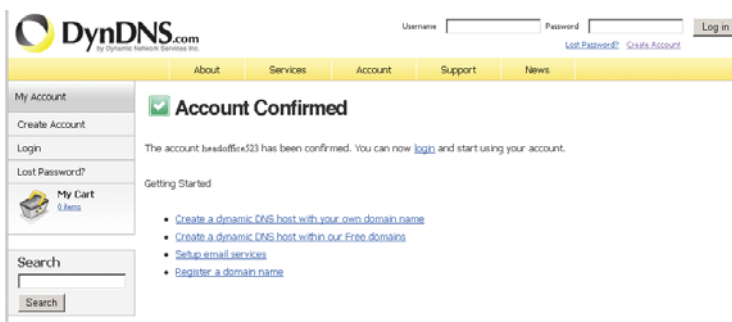 DynDNS.com
by Dynamic Network Services Inc.
Username
Password
Log in
Lost Password? Create Account
About Services Account Support News
My Account
Create Account
Login
Lost Password?
My Cart
0 items
Search
Search
Account Confirmed
The account headoffice523 has been confirmed. You can now login and start using your account.
Getting Started
Create a dynamic DNS host with your own domain name
Create a dynamic DNS host within our Free domains
Setup email services
Register a domain name